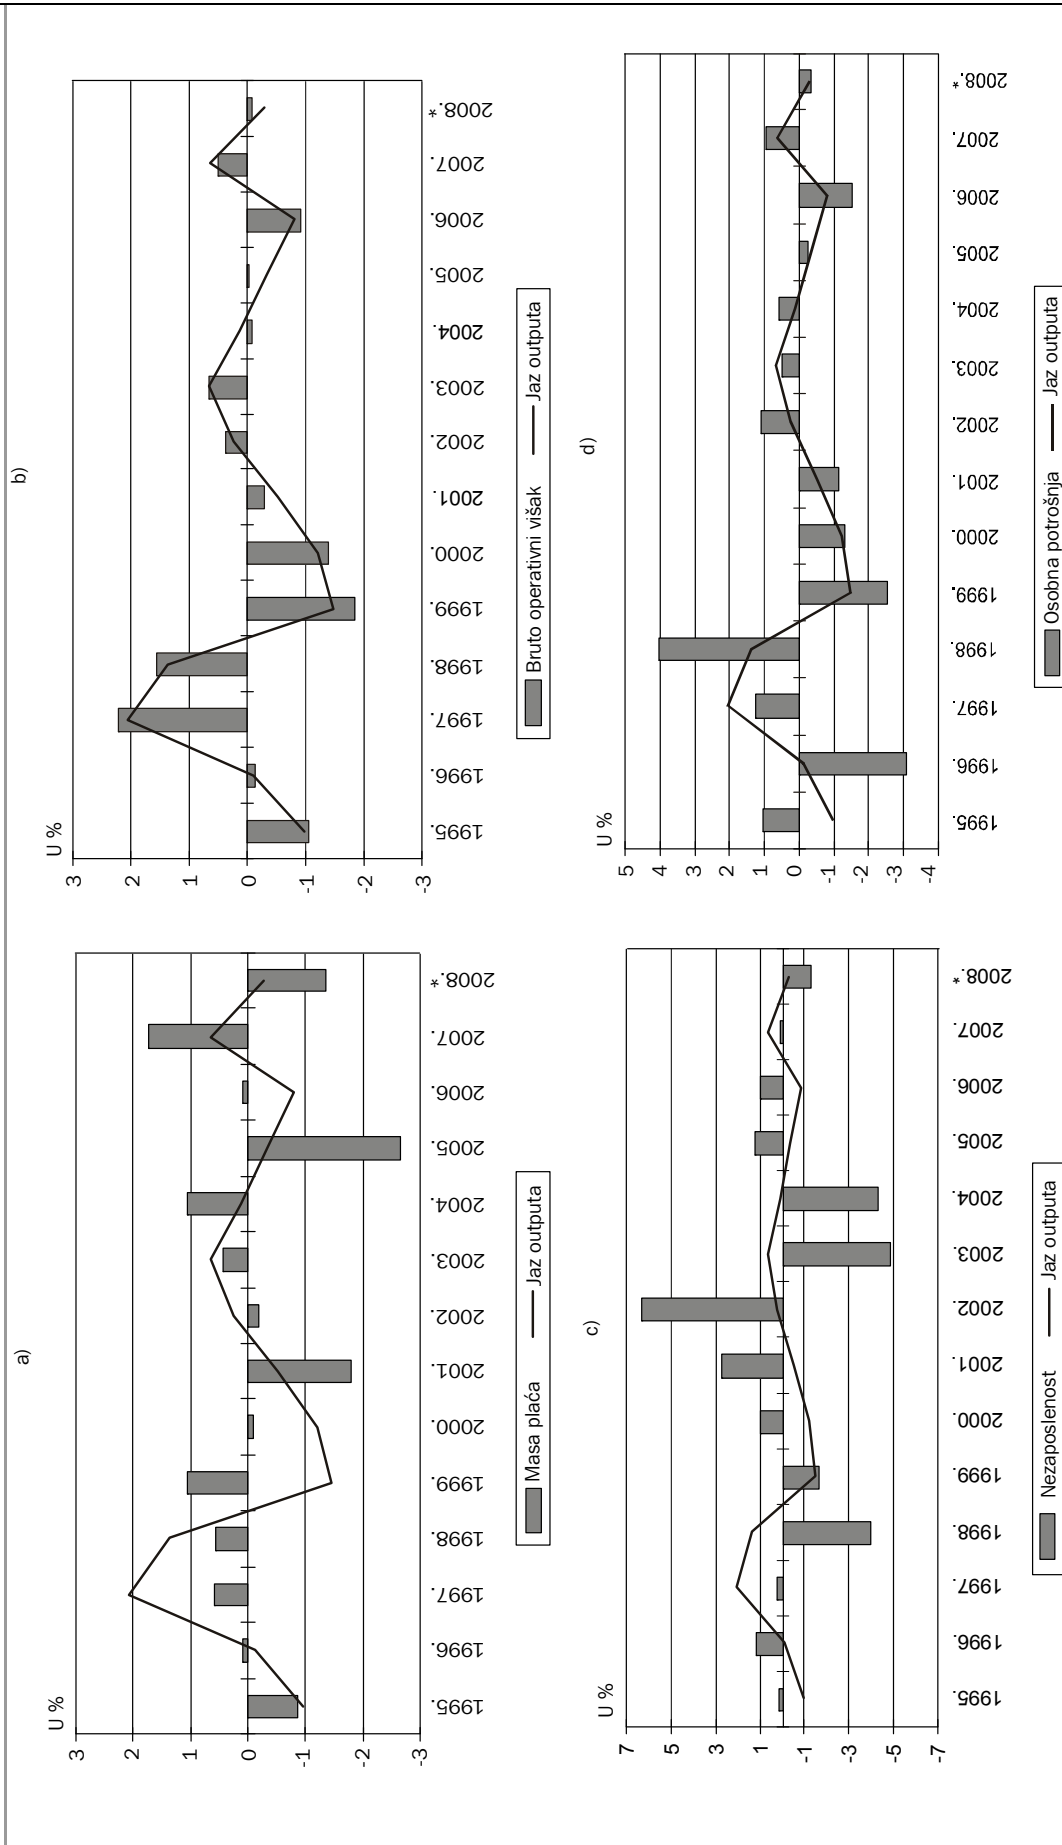 a)
U %
3
2
1
0
-1
-2
-3
1995. 1996. 1997. 1998. 1999. 2000. 2001. 2002. 2003. 2004. 2005. 2006. 2007. 2008.*
Masa plaća Jaz outputa
b)
U %
3
2
1
0
-1
-2
-3
1995. 1996. 1997. 1998. 1999. 2000. 2001. 2002. 2003. 2004. 2005. 2006. 2007. 2008.*
Bruto operativni višak Jaz outputa
c)
U %
7
5
3
1
-1
-3
-5
-7
1995. 1996. 1997. 1998. 1999. 2000. 2001. 2002. 2003. 2004. 2005. 2006. 2007. 2008.*
Nezaposlenost Jaz outputa
d)
U %
5
4
3
2
1
0
-1
-2
-3
-4
1995. 1996. 1997. 1998. 1999. 2000. 2001. 2002. 2003. 2004. 2005. 2006. 2007. 2008.*
Osobna potrošnja Jaz outputa